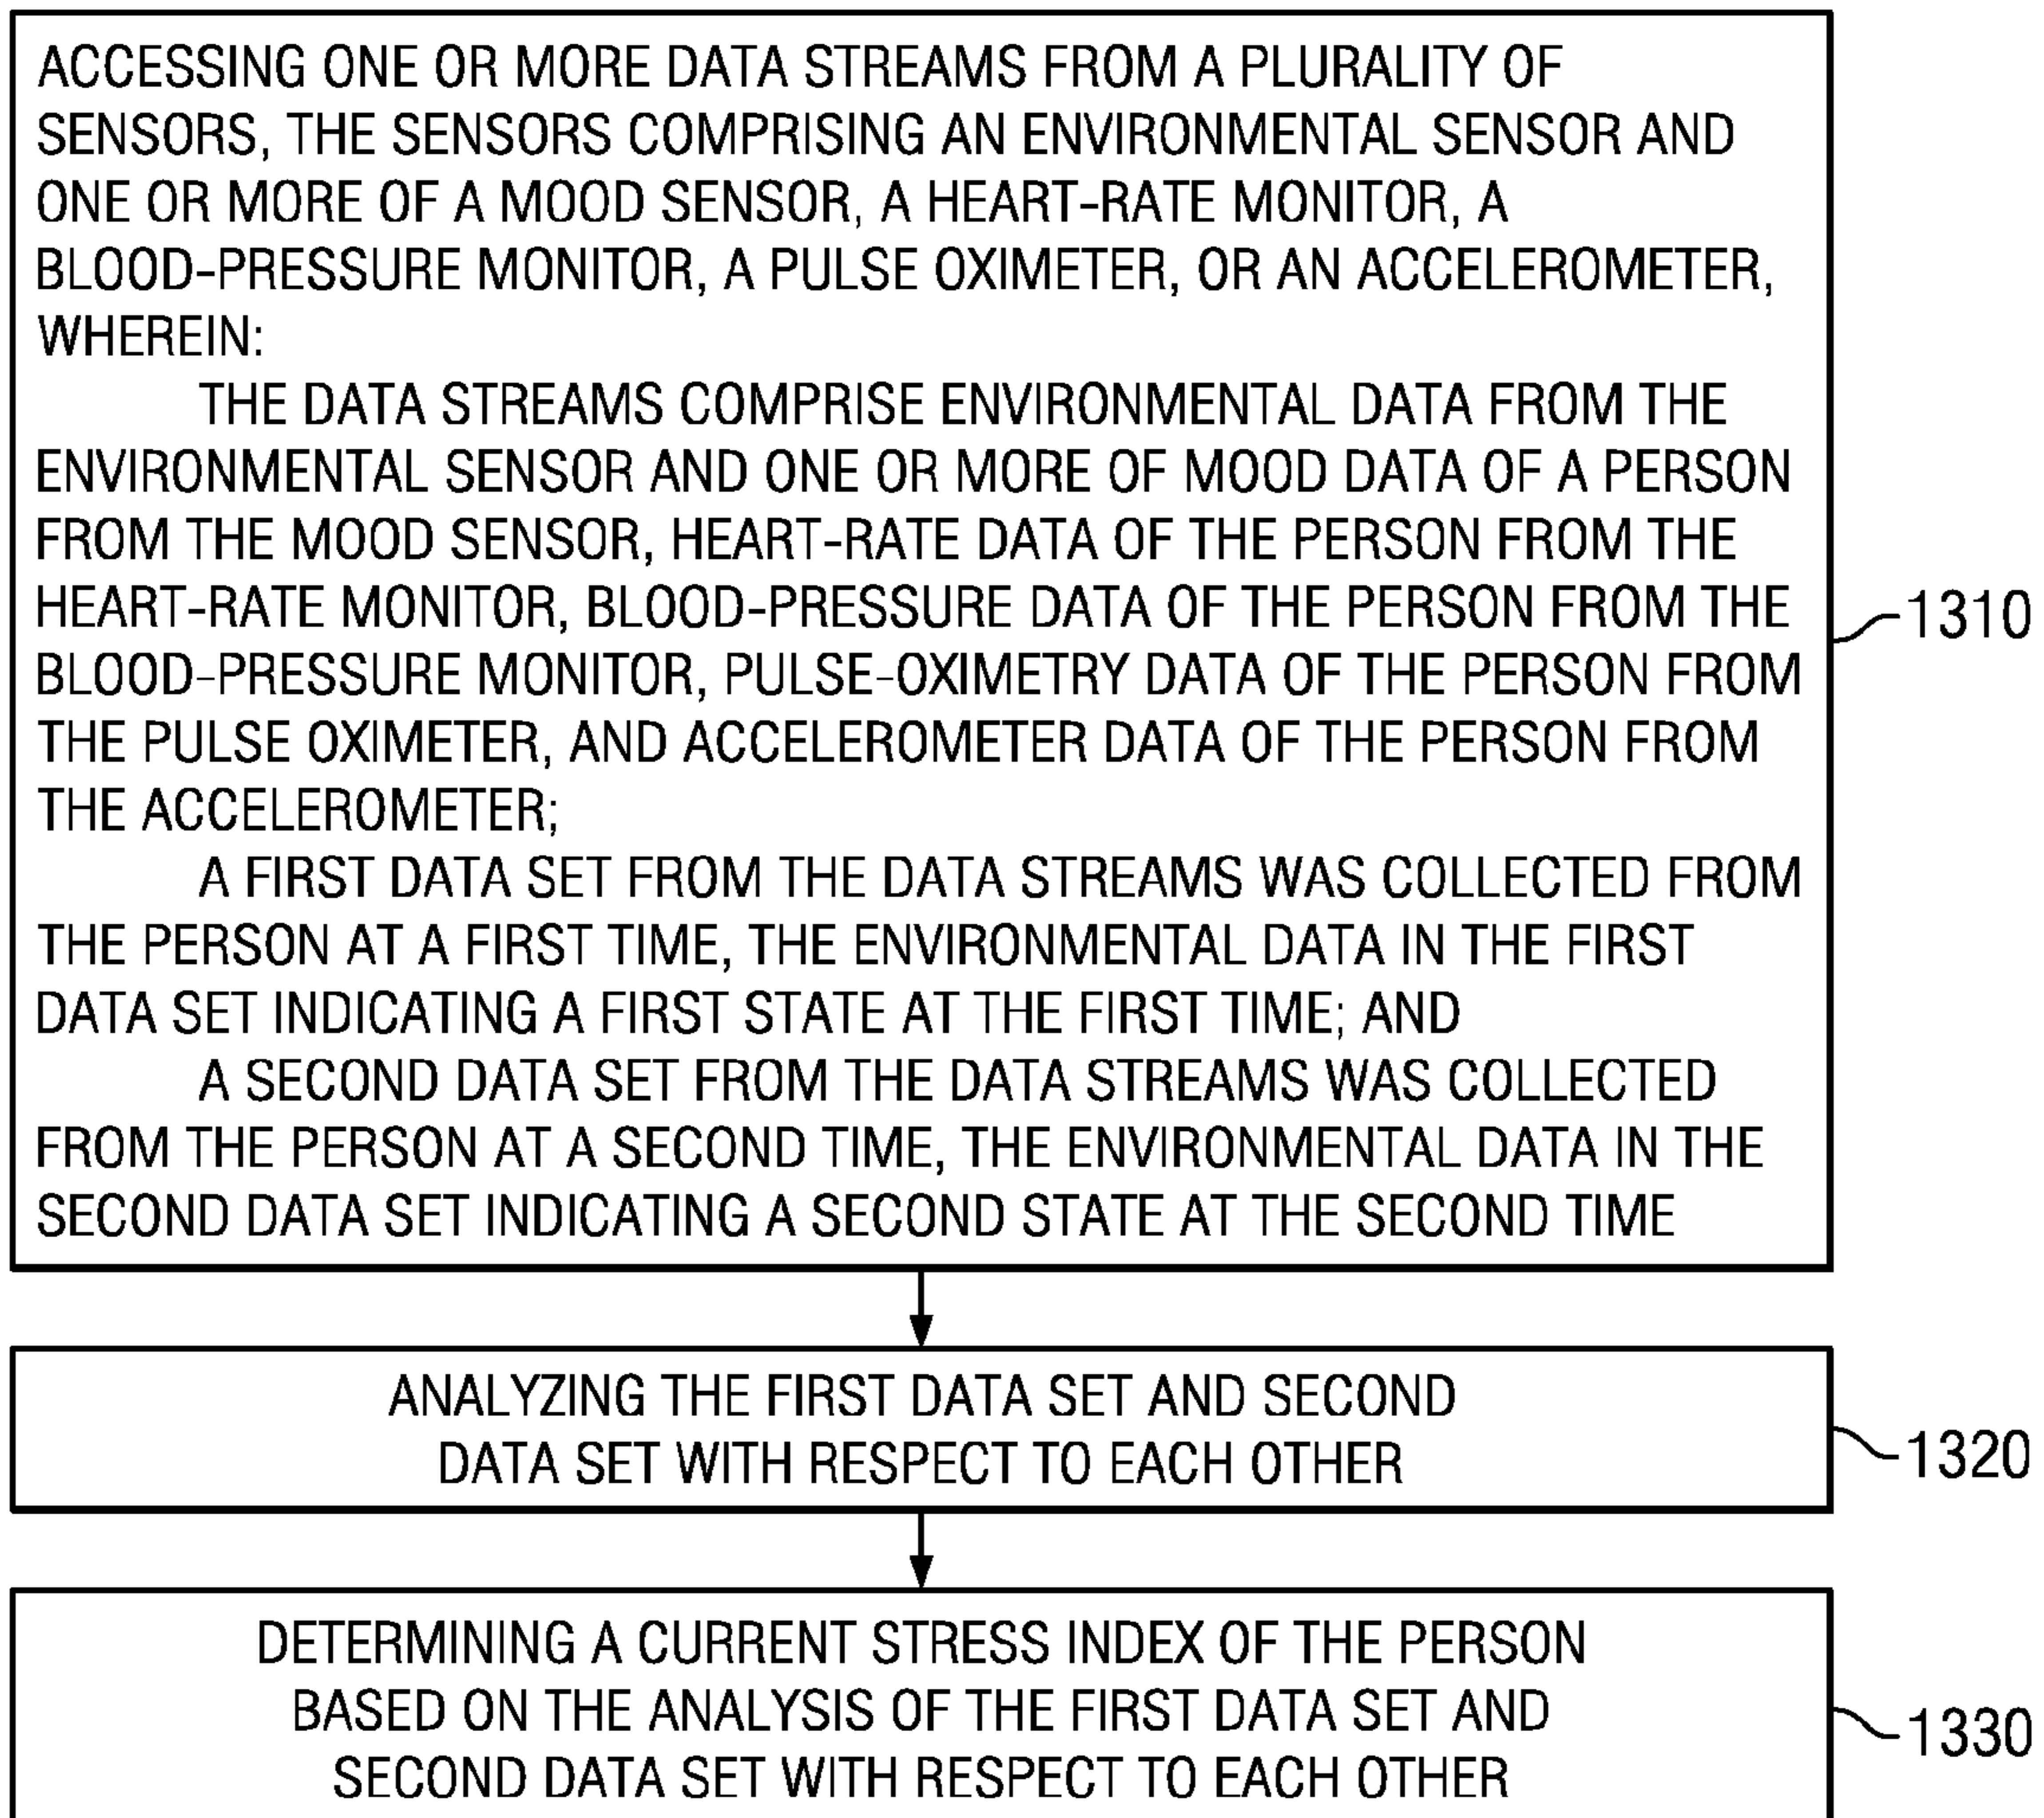 ACCESSING ONE OR MORE DATA STREAMS FROM A PLURALITY OF
SENSORS, THE SENSORS COMPRISING AN ENVIRONMENTAL SENSOR AND
ONE OR MORE OF A MOOD SENSOR, A HEART-RATE MONITOR, A
BLOOD-PRESSURE MONITOR, A PULSE OXIMETER, OR AN ACCELEROMETER,
WHEREIN:
THE DATA STREAMS COMPRISE ENVIRONMENTAL DATA FROM THE
ENVIRONMENTAL SENSOR AND ONE OR MORE OF MOOD DATA OF A PERSON
FROM THE MOOD SENSOR, HEART-RATE DATA OF THE PERSON FROM THE
HEART-RATE MONITOR, BLOOD-PRESSURE DATA OF THE PERSON FROM THE
BLOOD-PRESSURE MONITOR, PULSE-OXIMETRY DATA OF THE PERSON FROM
THE PULSE OXIMETER, AND ACCELEROMETER DATA OF THE PERSON FROM
THE ACCELEROMETER;
A FIRST DATA SET FROM THE DATA STREAMS WAS COLLECTED FROM
THE PERSON AT A FIRST TIME, THE ENVIRONMENTAL DATA IN THE FIRST
DATA SET INDICATING A FIRST STATE AT THE FIRST TIME; AND
A SECOND DATA SET FROM THE DATA STREAMS WAS COLLECTED
FROM THE PERSON AT A SECOND TIME, THE ENVIRONMENTAL DATA IN THE
SECOND DATA SET INDICATING A SECOND STATE AT THE SECOND TIME
1310
ANALYZING THE FIRST DATA SET AND SECOND
DATA SET WITH RESPECT TO EACH OTHER
1320
DETERMINING A CURRENT STRESS INDEX OF THE PERSON
BASED ON THE ANALYSIS OF THE FIRST DATA SET AND
SECOND DATA SET WITH RESPECT TO EACH OTHER
1330